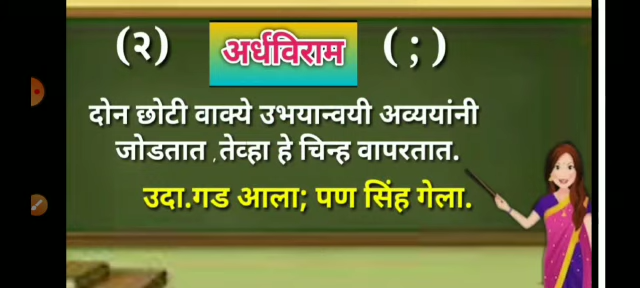 (२) अर्धविराम ( ; )
दोन छोटी वाक्ये उभयान्वयी अव्ययांनी
जोडतात ,तेव्हा हे चिन्ह वापरतात.
उदा.गड आला; पण सिंह गेला.